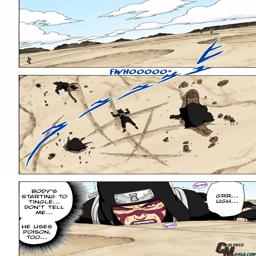 FWHOOOOO
BODY'S
STARTING TO
TINGLE...
DON'T TELL
ME...
HE USES
POISON,
TOO...
GRR...
UGH...
COLORED
MANGA.COM